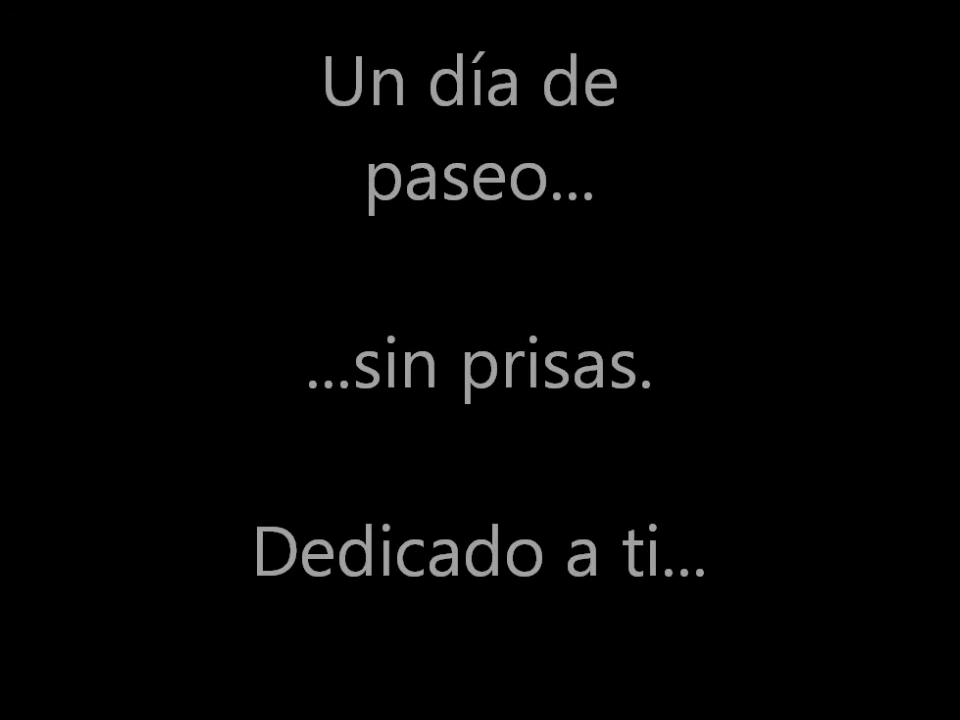 Un día de
paseo...
...sin prisas.
Dedicado a ti...